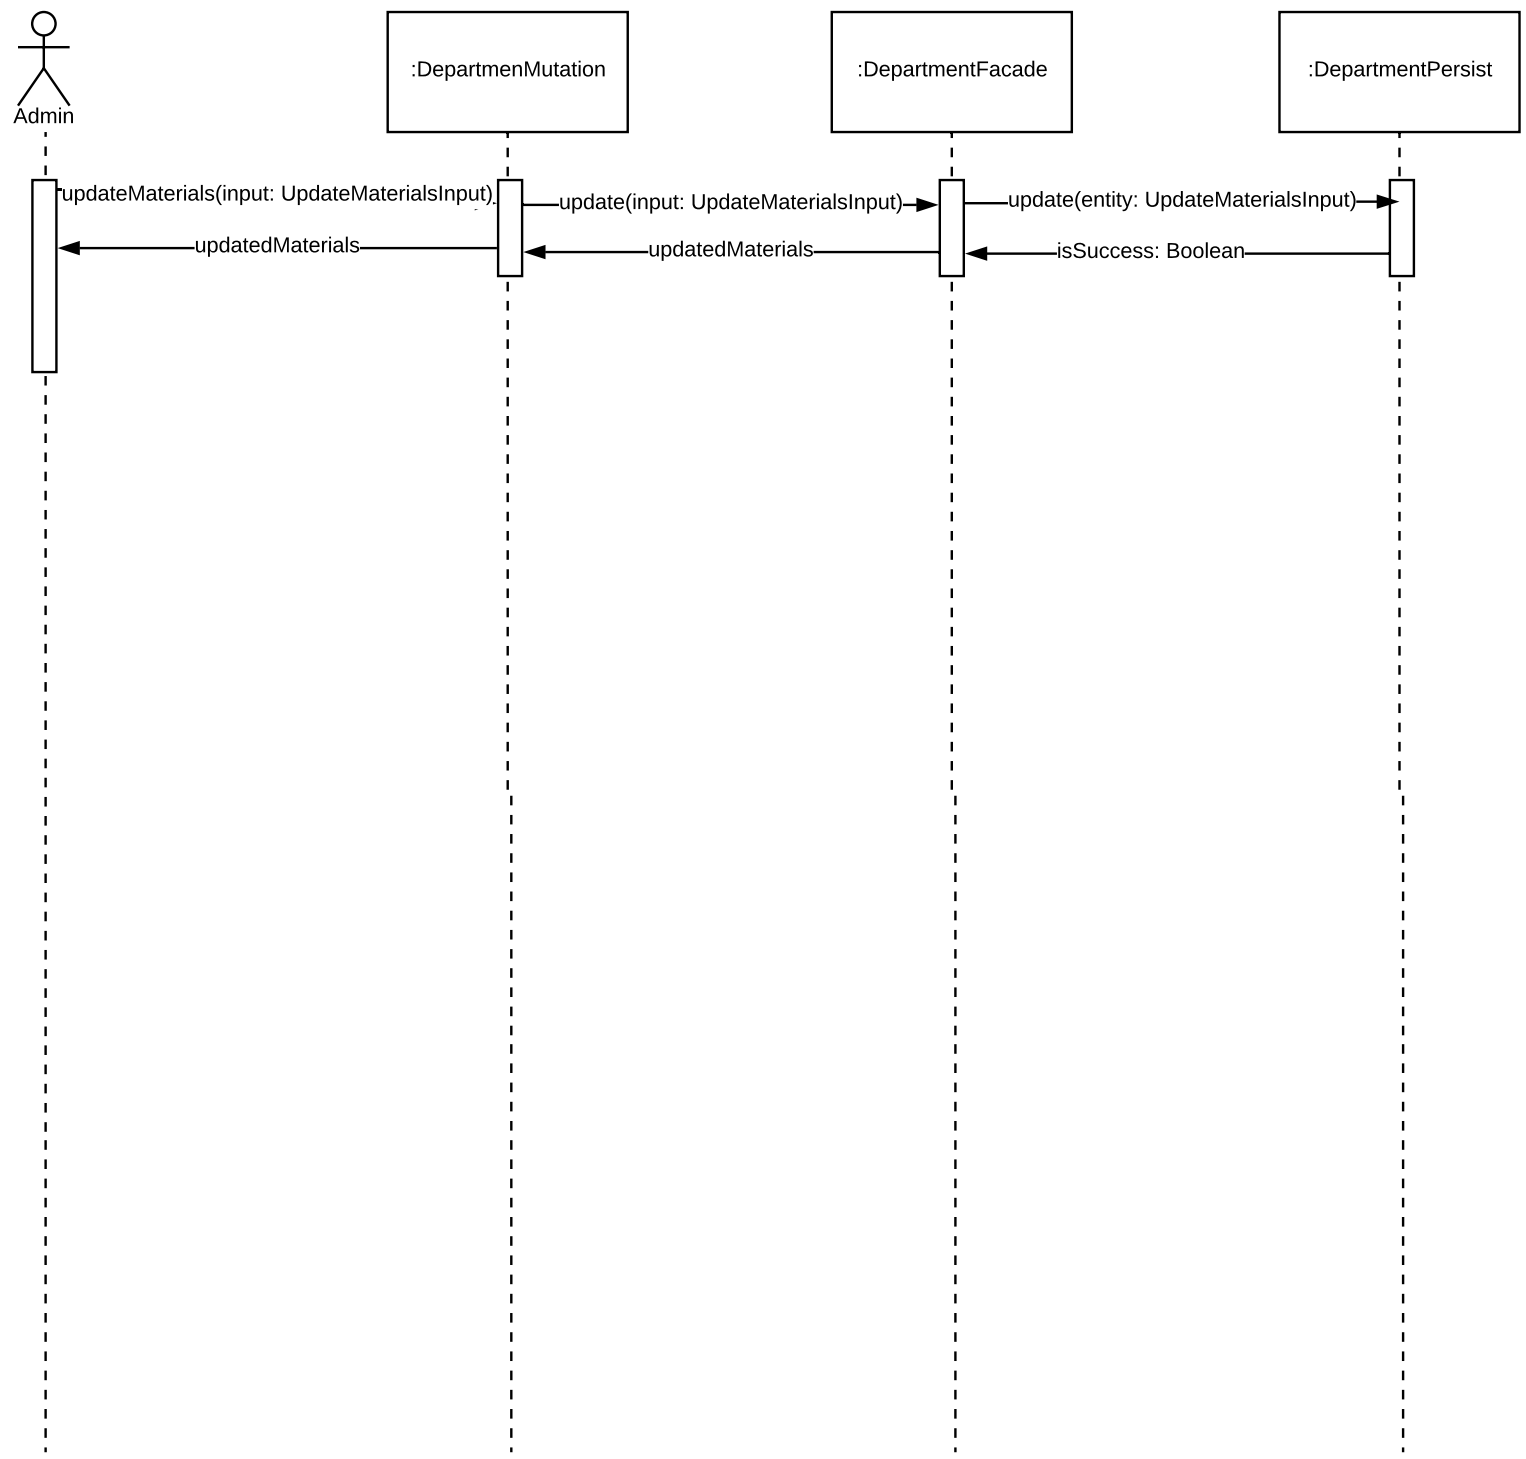 Admin
:DepartmenMutation
:DepartmentFacade
:DepartmentPersist
updateMaterials(input: UpdateMaterialsInput)
update(input: UpdateMaterialsInput)
update(entity: UpdateMaterialsInput)
updatedMaterials
updatedMaterials
isSuccess: Boolean